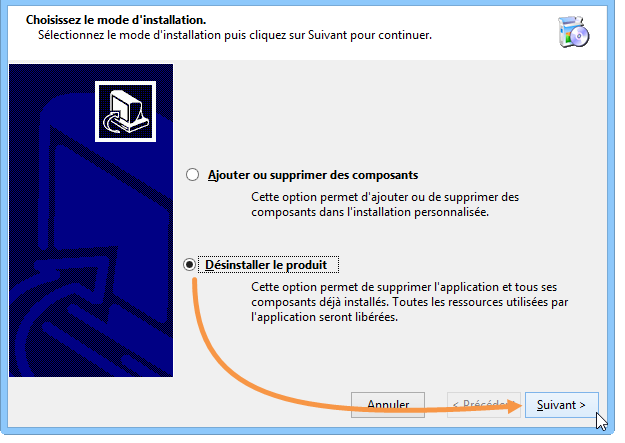 Choisissez le mode d'installation.
Sélectionnez le mode d'installation puis cliquez sur Suivant pour continuer.
Ajouter ou supprimer des composants
Cette option permet d'ajouter ou de supprimer des
composants dans l'installation personnalisée.
Désinstaller le produit
Cette option permet de supprimer l'application et tous ses
composants déjà installés. Toutes les ressources utilisées par
l'application seront libérées.
Annuler
< Précédent
Suivant >